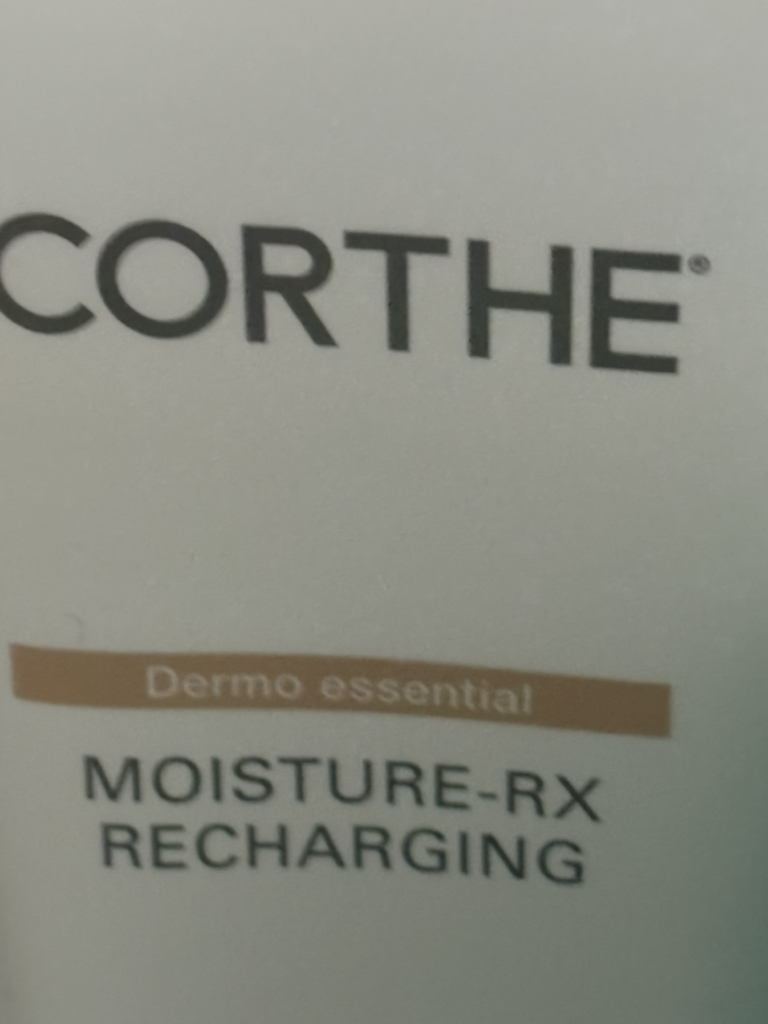 CORTHE®
Dermo essential
MOISTURE-RX
RECHARGING